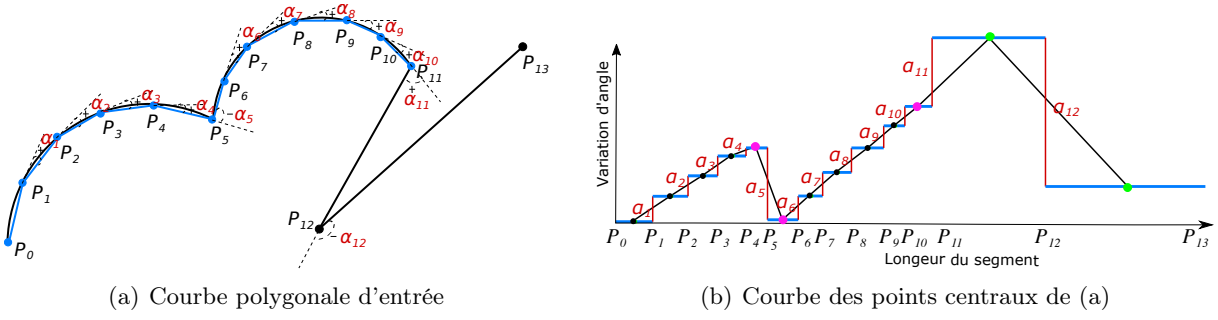 α1 α2 α3 α4 α5 α6 α7 α8 α9 α10 α11 α12
P0 P1 P2 P3 P4 P5 P6 P7 P8 P9 P10 P11 P12 P13
(a) Courbe polygonale d'entrée
Variation d'angle
a1 a2 a3 a4 a5 a6 a7 a8 a9 a10 a11 a12
P0 P1 P2 P3 P4 P5 P6 P7 P8 P9 P10 P11 P12 P13
Longeur du segment
(b) Courbe des points centraux de (a)